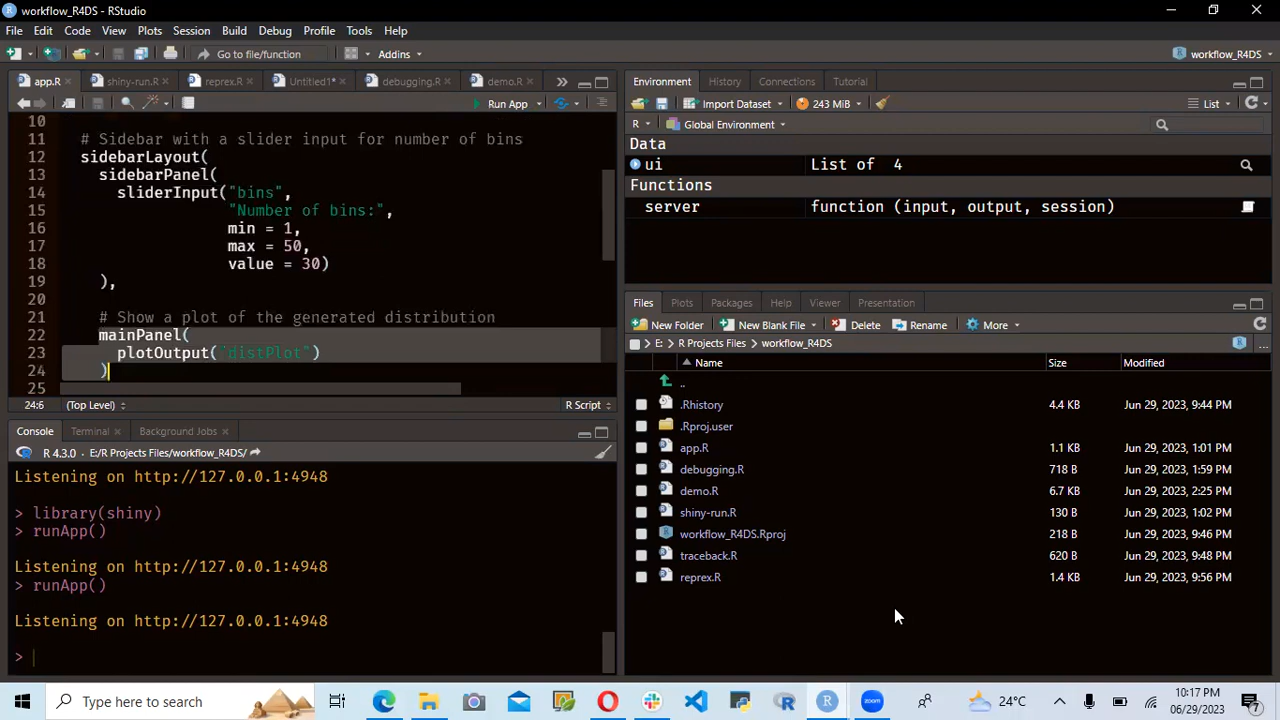 workflow_R4DS - RStudio
File Edit Code View Plots Session Build Debug Profile Tools Help
Go to file/function Addins workflow_R4DS
app.R shiny-run.R reprex.R Untitled1* debugging.R demo.R
Run App
10
11 # Sidebar with a slider input for number of bins
12 sidebarLayout(
13 sidebarPanel(
14 sliderInput("bins",
15 "Number of bins:",
16 min = 1,
17 max = 50,
18 value = 30)
19 ),
20
21 # Show a plot of the generated distribution
22 mainPanel(
23 plotOutput("distPlot")
24 )
25
24:6 (Top Level) R Script
Console Terminal Background Jobs
R 4.3.0 · E:/R Projects Files/workflow_R4DS/
Listening on http://127.0.0.1:4948
> library(shiny)
> runApp()
Listening on http://127.0.0.1:4948
> runApp()
Listening on http://127.0.0.1:4948
>
Environment History Connections Tutorial
Import Dataset 243 MiB List
R Global Environment
Data
ui List of 4
Functions
server function (input, output, session)
Files Plots Packages Help Viewer Presentation
New Folder New Blank File Delete Rename More
E: R Projects Files workflow_R4DS ...
Name Size Modified
..
.Rhistory 4.4 KB Jun 29, 2023, 9:44 PM
.Rproj.user
app.R 1.1 KB Jun 29, 2023, 1:01 PM
debugging.R 718 B Jun 29, 2023, 1:59 PM
demo.R 6.7 KB Jun 29, 2023, 2:25 PM
shiny-run.R 130 B Jun 29, 2023, 1:02 PM
workflow_R4DS.Rproj 218 B Jun 29, 2023, 9:46 PM
traceback.R 620 B Jun 29, 2023, 9:48 PM
reprex.R 1.4 KB Jun 29, 2023, 9:56 PM
Type here to search
zoom
24°C
10:17 PM
06/29/2023
7